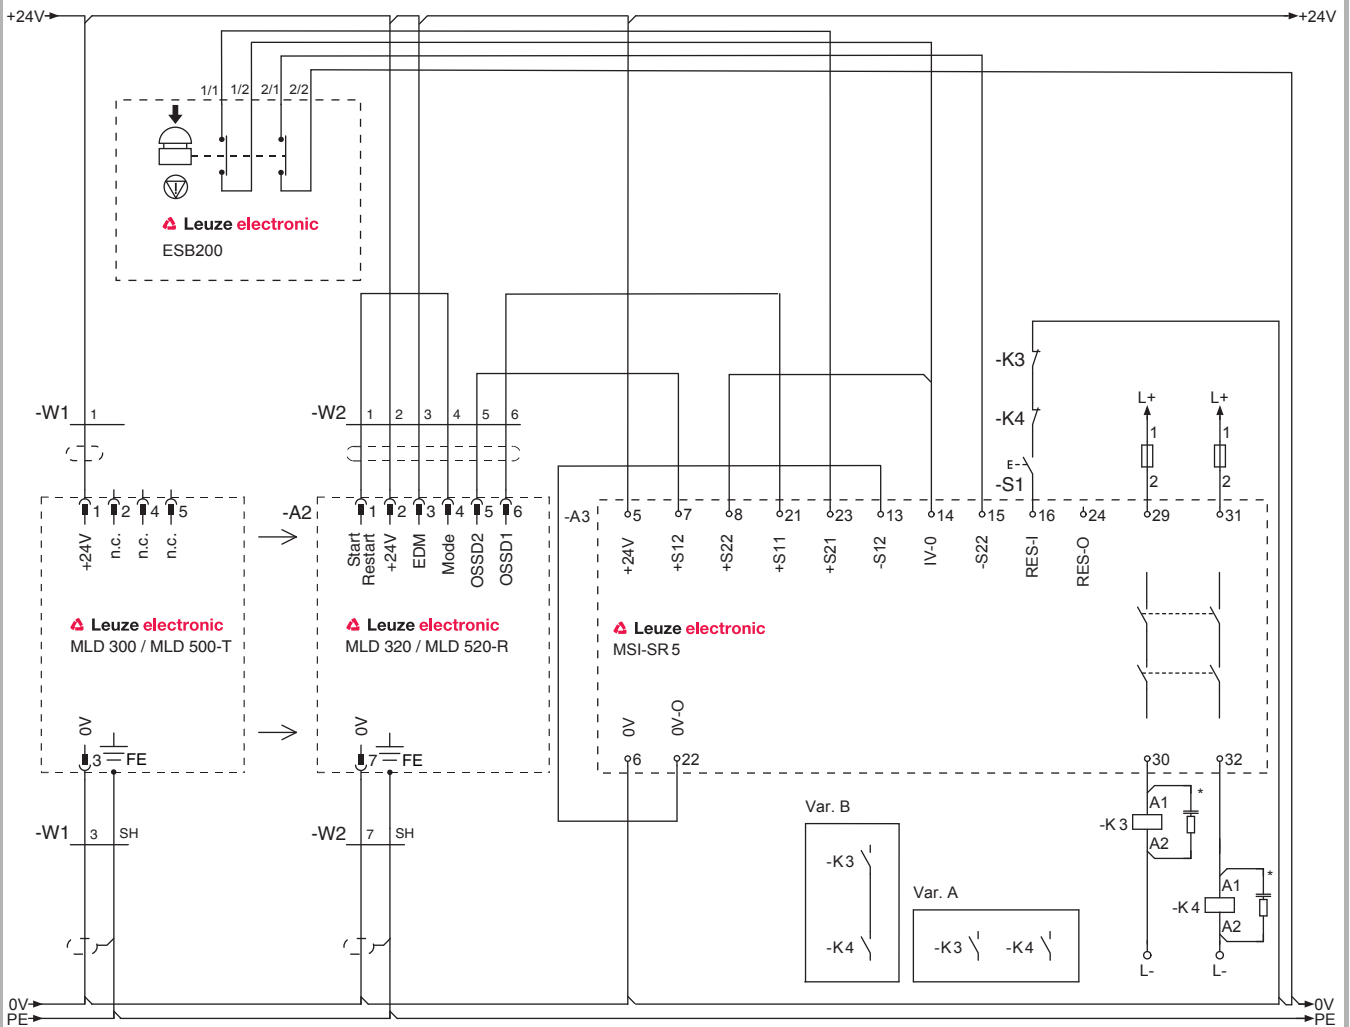 +24V
+24V
1/1 1/2 2/1 2/2
Leuze electronic
ESB200
-K3
-K4
E
-S1
-W1 1
-W2 1 2 3 4 5 6
L+ L+
1 1
2 2
1 2 4 5
+24V
n.c.
n.c.
n.c.
-A2
1 2 3 4 5 6
Start
Restart
+24V
EDM
Mode
OSSD2
OSSD1
-A3
5 7 8 21 23 13 14 15 16 24 29 31
+24V
+S12
+S22
+S11
+S21
-S12
IV-0
-S22
RES-I
RES-O
Leuze electronic
MLD 300 / MLD 500-T
Leuze electronic
MLD 320 / MLD 520-R
Leuze electronic
MSI-SR5
0V
3 FE
0V
7 FE
0V
0V-O
6 22 30 32
-W1 3 SH
-W2 7 SH
Var. B
-K3
-K4
Var. A
-K3 -K4
-K3
A1
A2
*
-K4
A1
A2
*
L- L-
0V
PE
0V
PE